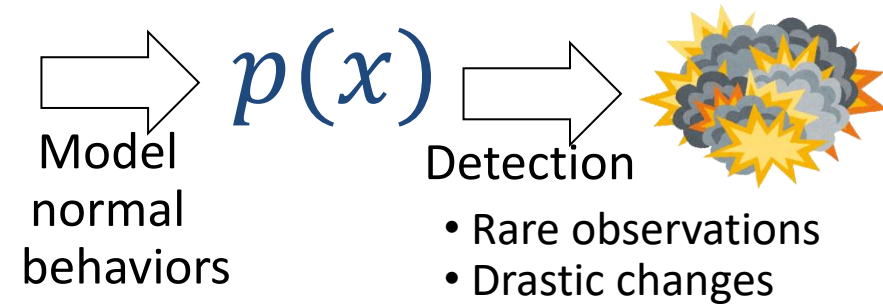 p(x)
Model
normal
behaviors
Detection
• Rare observations
• Drastic changes